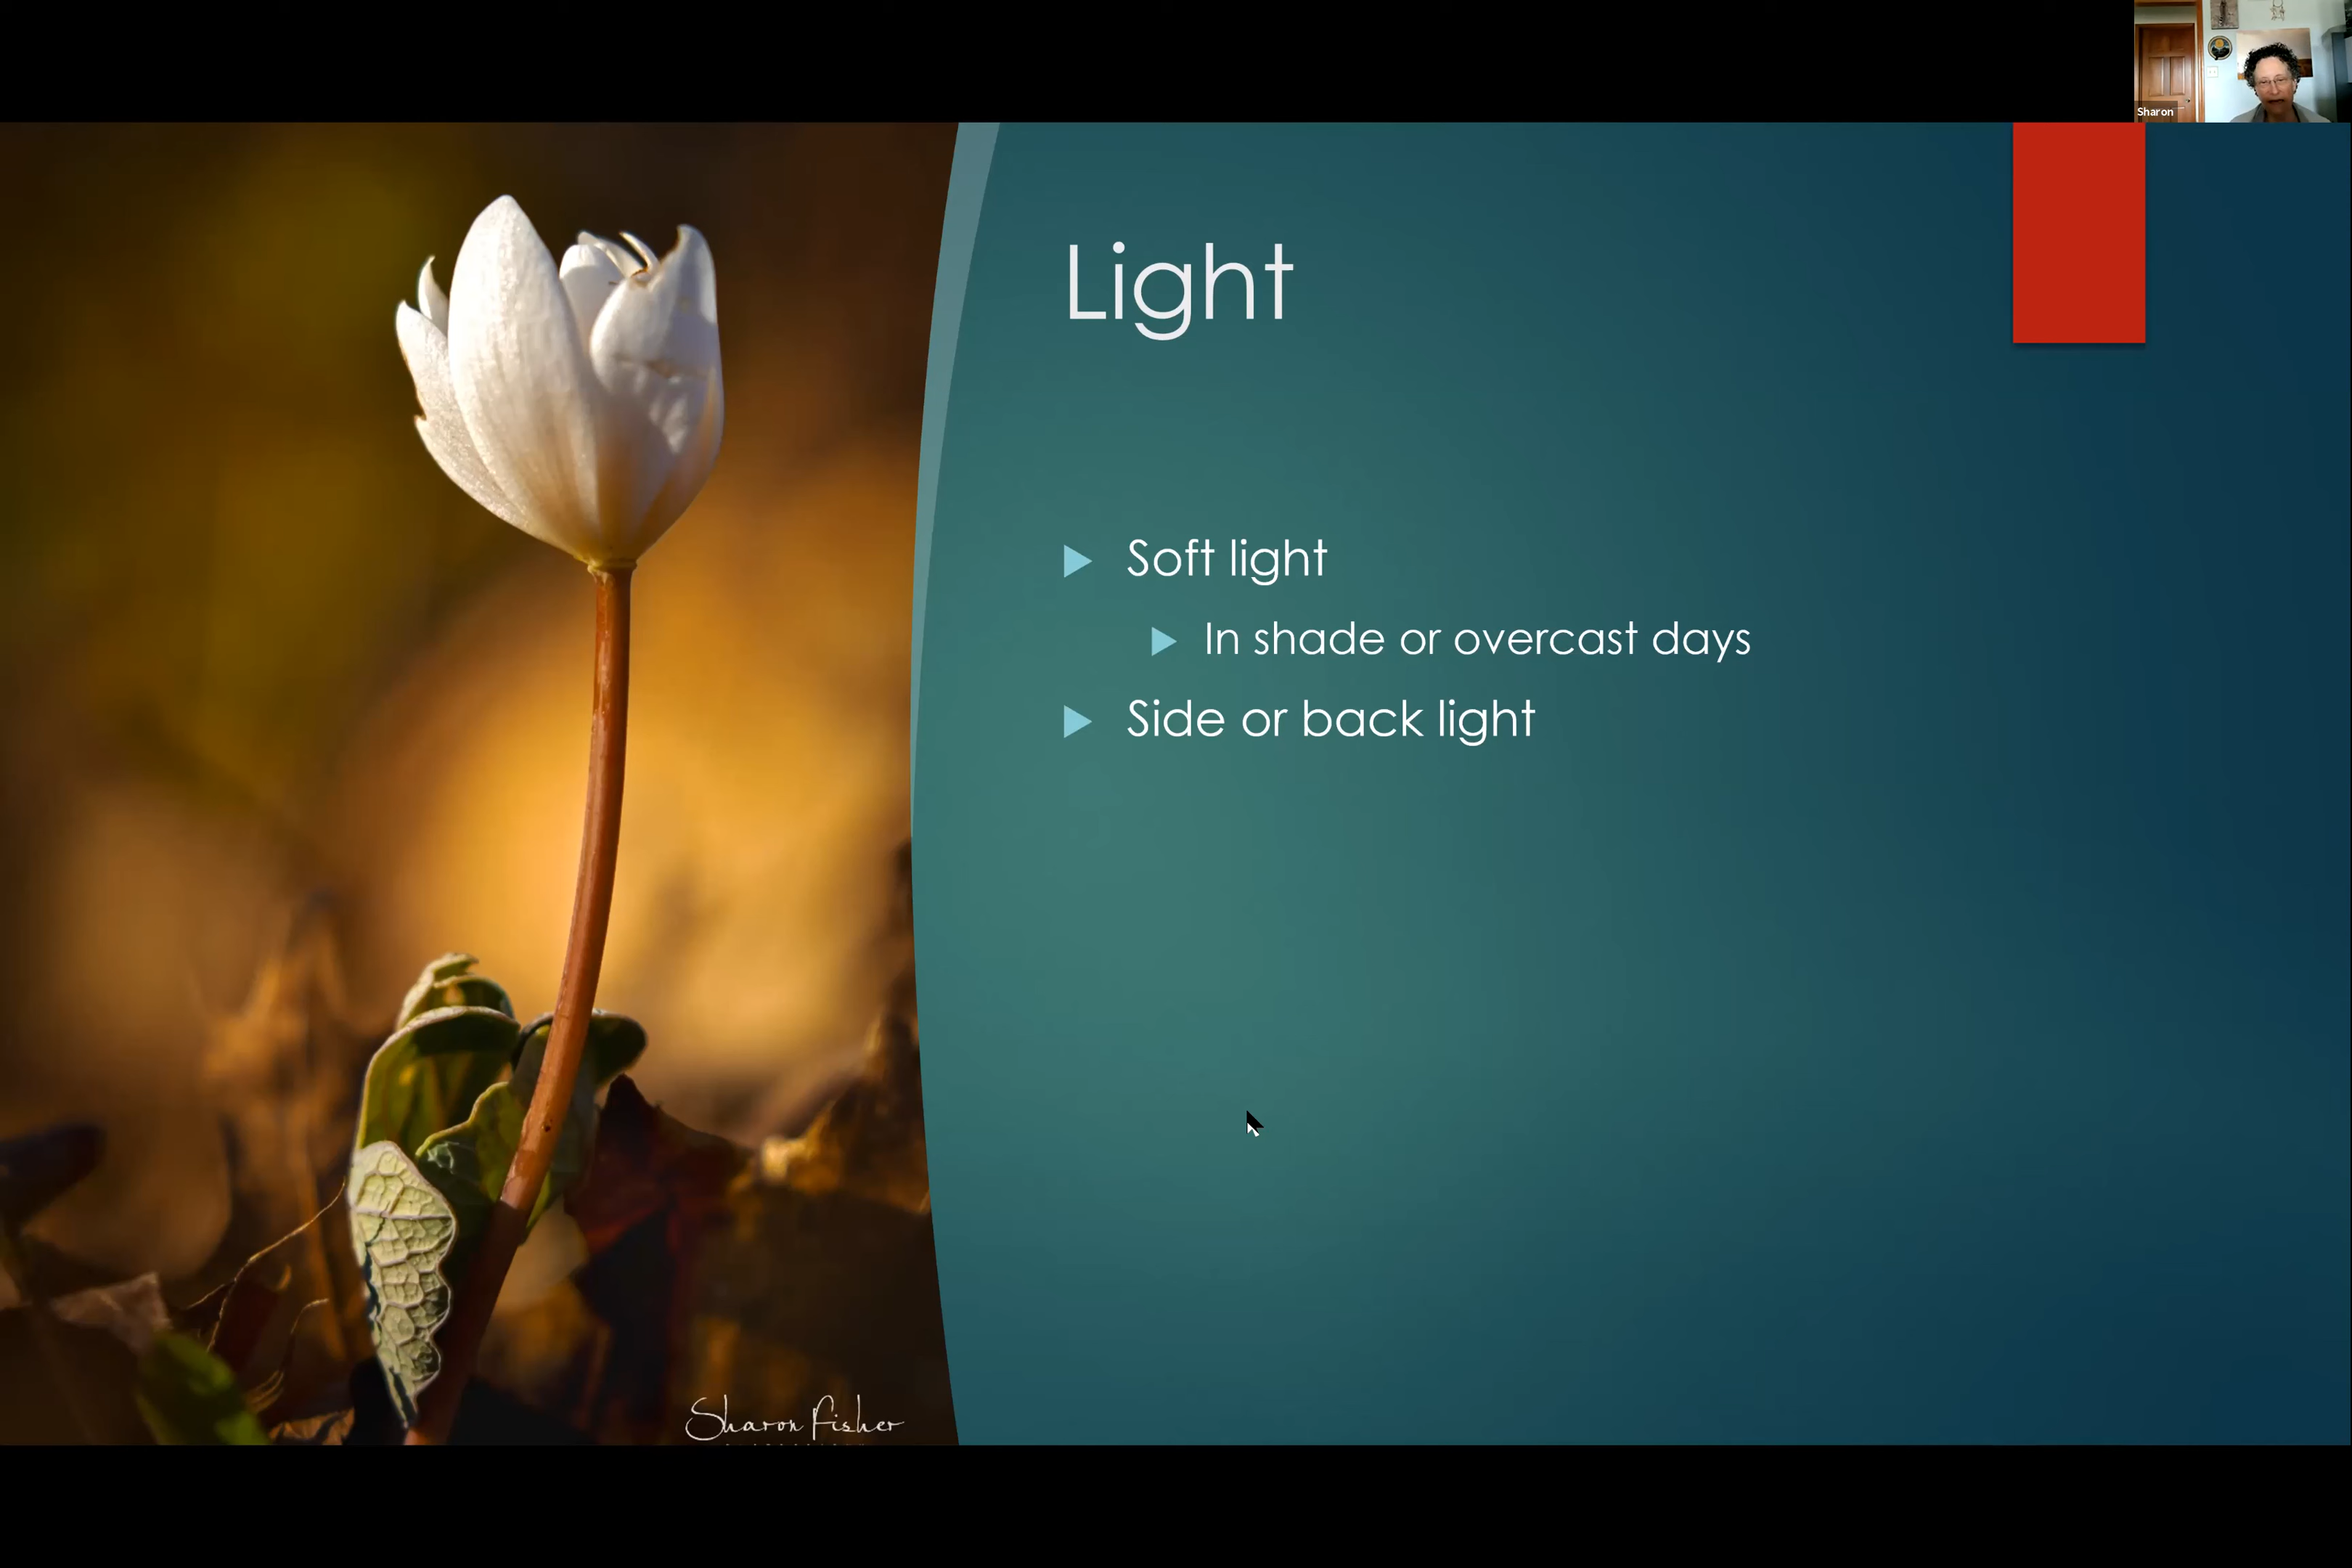 Sharon
Light
Soft light
In shade or overcast days
Side or back light
Sharon Fisher